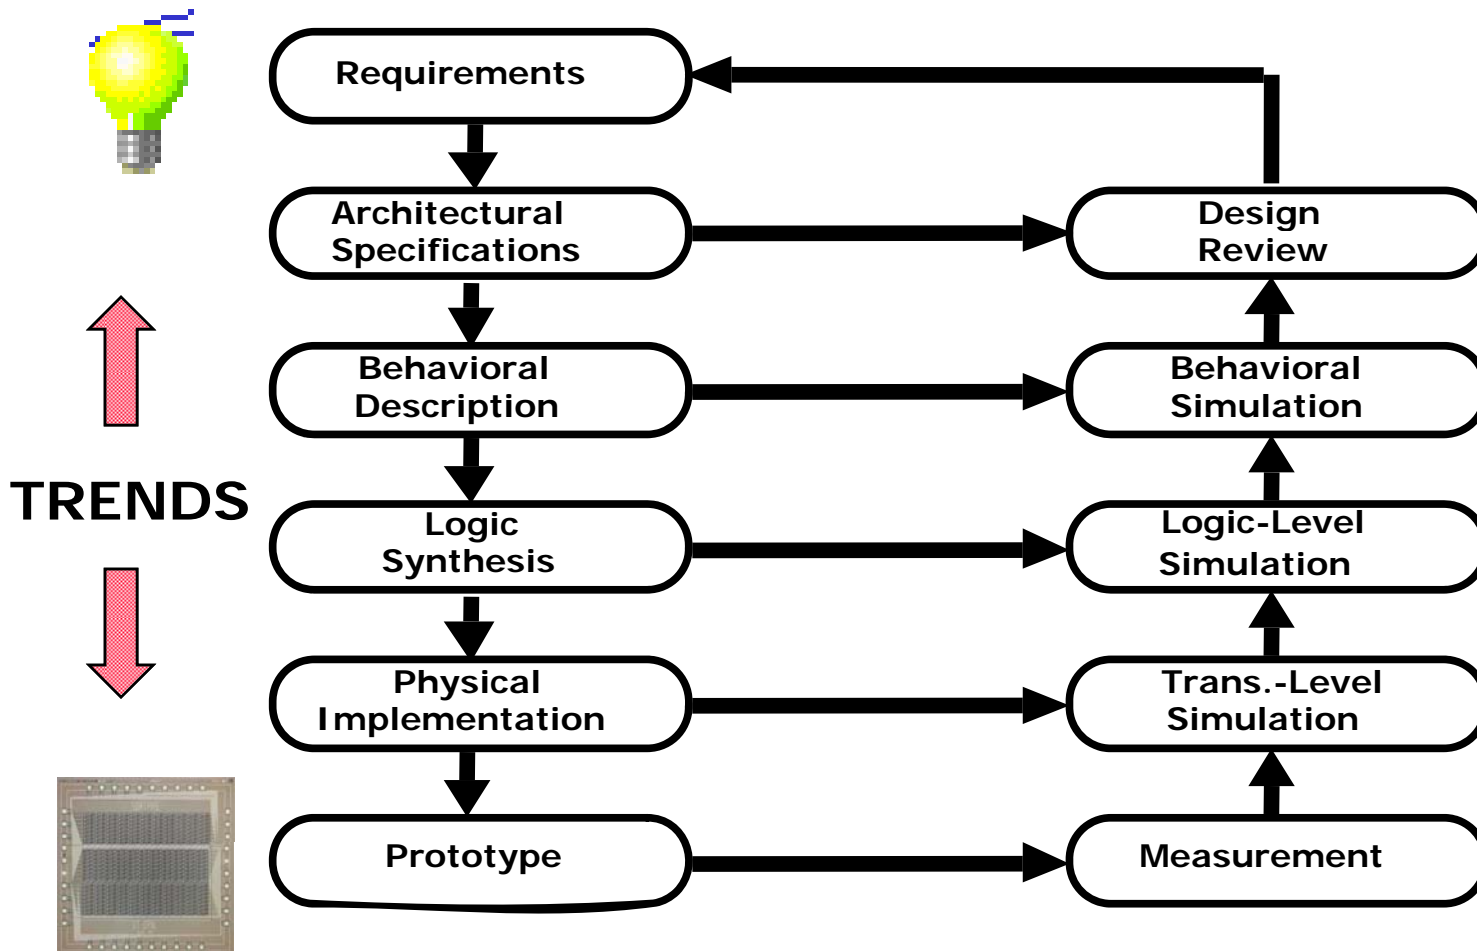 Requirements
Architectural
Specifications
Design
Review
Behavioral
Description
Behavioral
Simulation
TRENDS
Logic
Synthesis
Logic-Level
Simulation
Physical
Implementation
Trans.-Level
Simulation
Prototype
Measurement